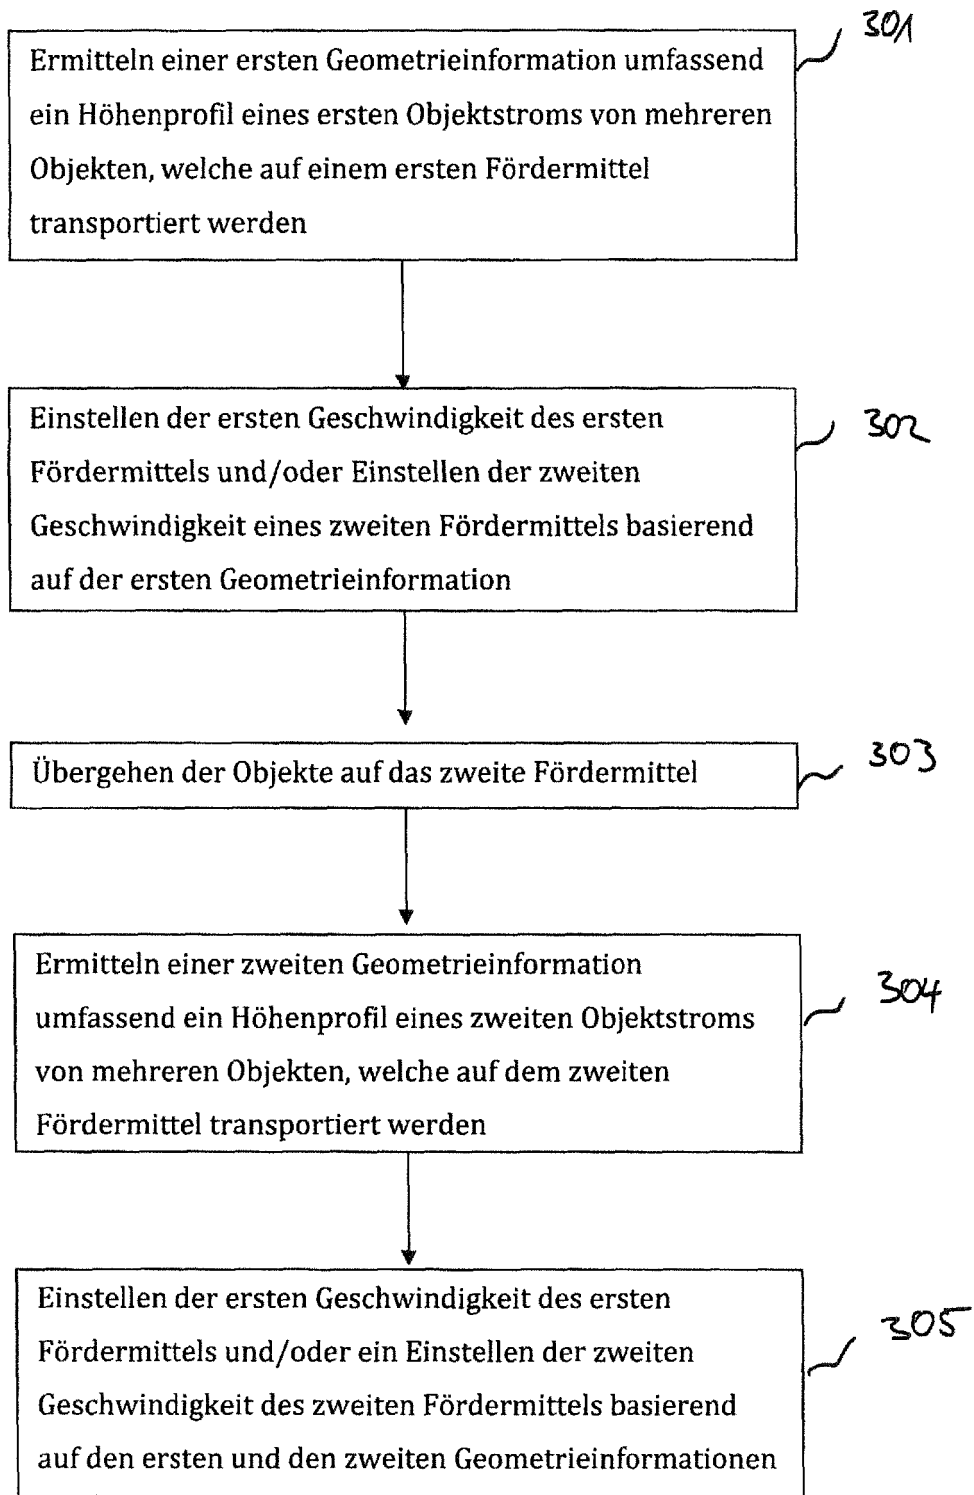 301
Ermitteln einer ersten Geometrieinformation umfassend
ein Höhenprofil eines ersten Objektstroms von mehreren
Objekten, welche auf einem ersten Fördermittel
transportiert werden
302
Einstellen der ersten Geschwindigkeit des ersten
Fördermittels und/oder Einstellen der zweiten
Geschwindigkeit eines zweiten Fördermittels basierend
auf der ersten Geometrieinformation
303
Übergehen der Objekte auf das zweite Fördermittel
304
Ermitteln einer zweiten Geometrieinformation
umfassend ein Höhenprofil eines zweiten Objektstroms
von mehreren Objekten, welche auf dem zweiten
Fördermittel transportiert werden
305
Einstellen der ersten Geschwindigkeit des ersten
Fördermittels und/oder ein Einstellen der zweiten
Geschwindigkeit des zweiten Fördermittels basierend
auf den ersten und den zweiten Geometrieinformationen